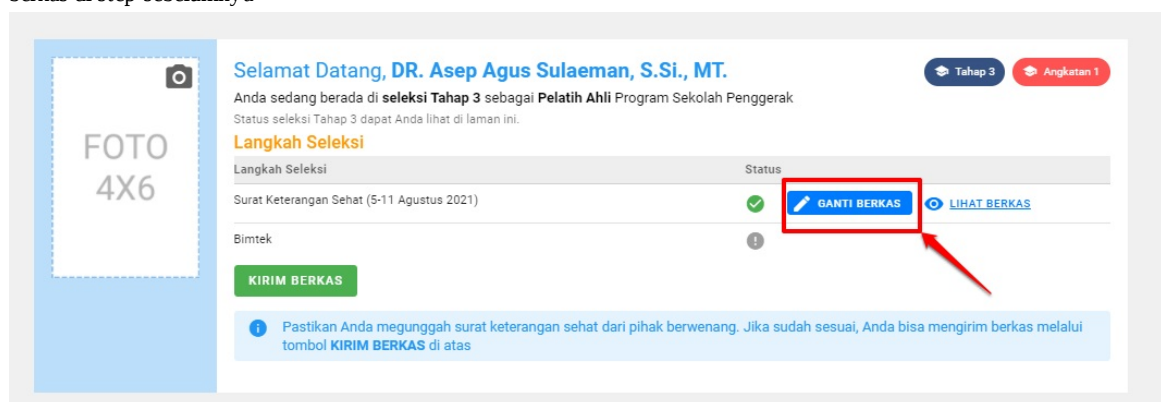 Selamat Datang, DR. Asep Agus Sulaeman, S.Si., MT.
Tahap 3
Angkatan 1
Anda sedang berada di seleksi Tahap 3 sebagai Pelatih Ahli Program Sekolah Penggerak
Status seleksi Tahap 3 dapat Anda lihat di laman ini.
FOTO
4X6
Langkah Seleksi
Langkah Seleksi Status
Surat Keterangan Sehat (5-11 Agustus 2021) GANTI BERKAS LIHAT BERKAS
Bimtek
KIRIM BERKAS
Pastikan Anda megunggah surat keterangan sehat dari pihak berwenang. Jika sudah sesuai, Anda bisa mengirim berkas melalui
tombol KIRIM BERKAS di atas